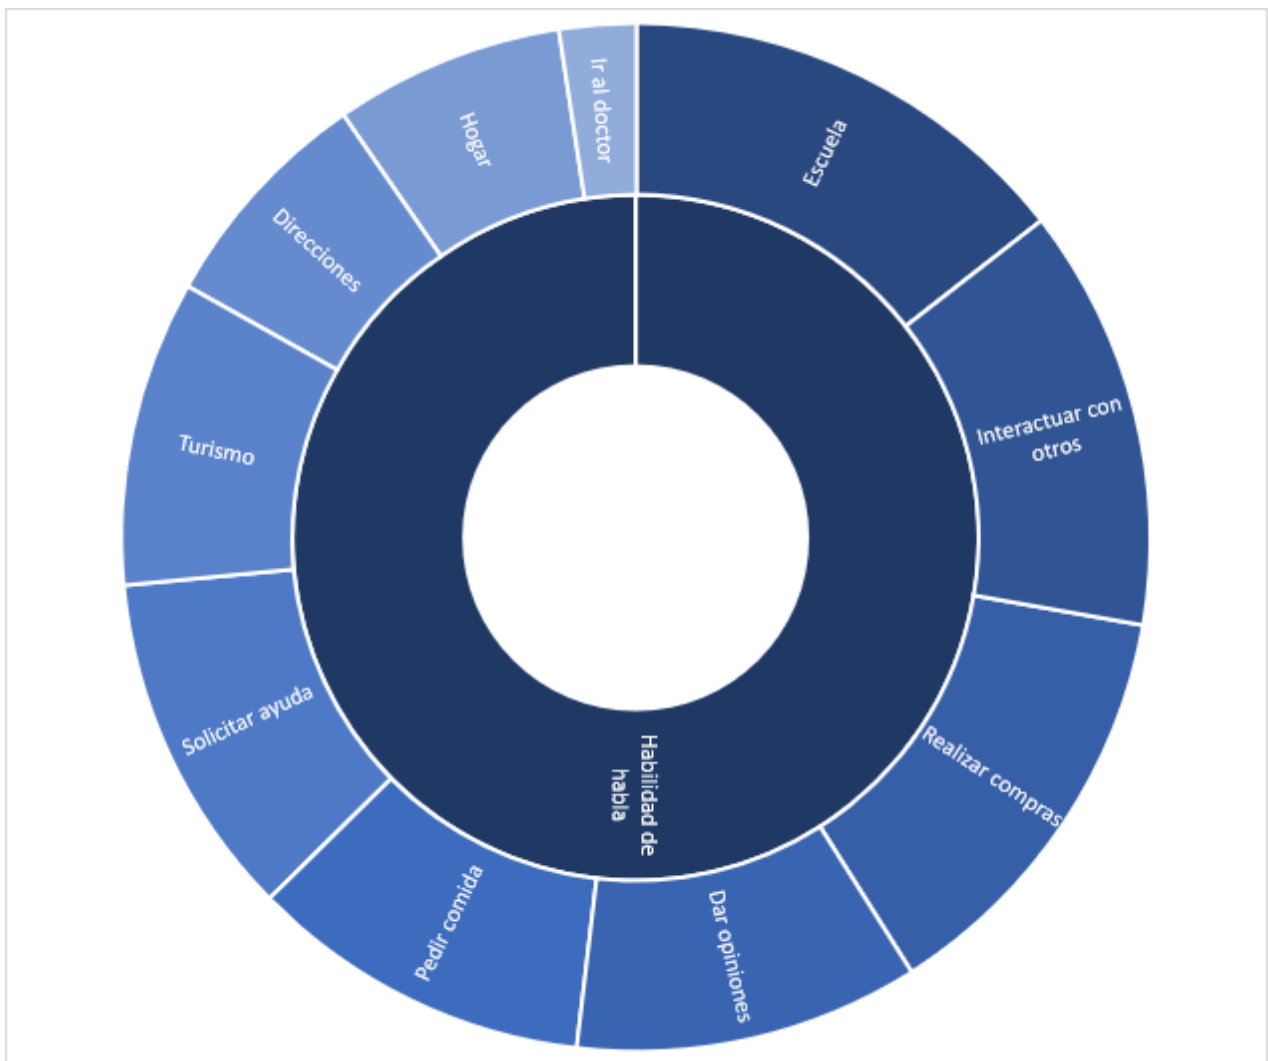 Escuela
Interactuar con
otros
Realizar compras
Dar opiniones
Pedir comida
Solicitar ayuda
Turismo
Direcciones
Hogar
Ir al doctor
Habilidad de
habla